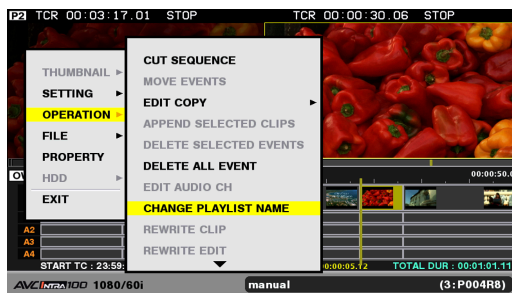 P2 TCR 00:03:17.01 STOP TCR 00:00:30.06 STOP
THUMBNAIL
SETTING
OPERATION
FILE
PROPERTY
HDD
EXIT
CUT SEQUENCE
MOVE EVENTS
EDIT COPY
APPEND SELECTED CLIPS
DELETE SELECTED EVENTS
DELETE ALL EVENT
EDIT AUDIO CH
CHANGE PLAYLIST NAME
REWRITE CLIP
REWRITE EDIT
00:00:50.0
A2
A3
A4
START TC : 23:59: 0:00:05.12 TOTAL DUR : 00:01:01.11
AVC INTRA 100 1080/60i manual (3:P004R8)